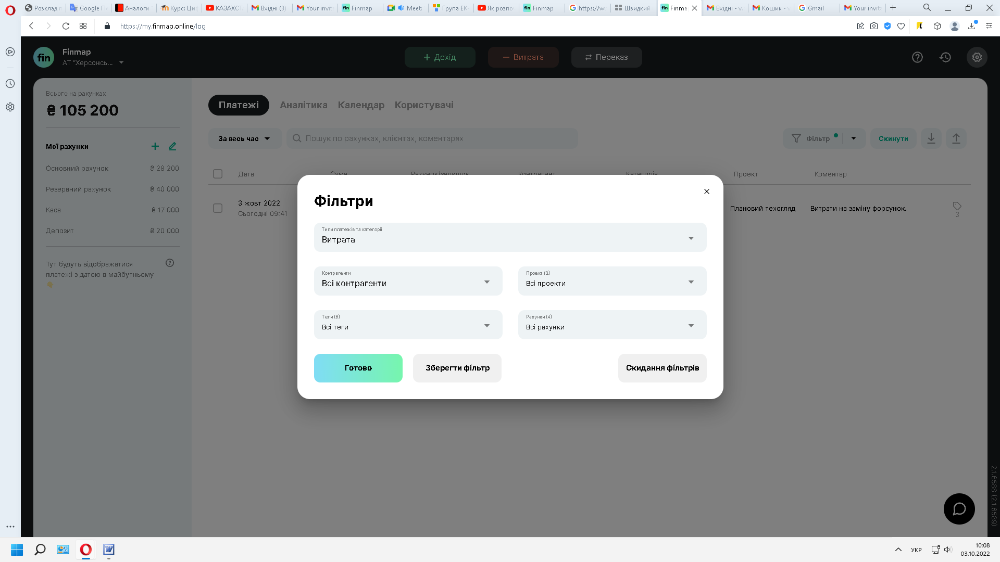 Розклад п
Google П
Аналоги
Курс: Ци
КАЗАХСТ
Вхідні (3)
Your invit
Finmap
Meet:
Група ЕК-
Як розпо
Finmap
https://w
Швидкий
Finma
Вхідні - v
Кошик - v
Gmail
Your invit
https://my.finmap.online/log
fin
Finmap
АТ "Херсонсь...
+ Дохід
— Витрата
Переказ
Всього на рахунках
₴ 105 200
Мої рахунки
Основний рахунок ₴ 28 200
Резервний рахунок ₴ 40 000
Каса ₴ 17 000
Депозит ₴ 20 000
Тут будуть відображатися
платежі з датою в майбутньому
Платежі Аналітика Календар Користувачі
За весь час
Пошук по рахунках, клієнтах, коментарях
Фільтр
Скинути
Дата Сума Рахунок/залишок Контрагент Категорія Проект Коментар
3 жовт 2022
Сьогодні 09:41
Плановий техогляд
Витрати на заміну форсунок.
3
Фільтри
Типи платежів та категорії
Витрата
Контрагенти
Всі контрагенти
Проект (3)
Всі проекти
Теги (6)
Всі теги
Рахунки (4)
Всі рахунки
Готово
Зберегти фільтр
Скидання фільтрів
2.1.6588 (2.1.6589)
УКР
10:08
03.10.2022